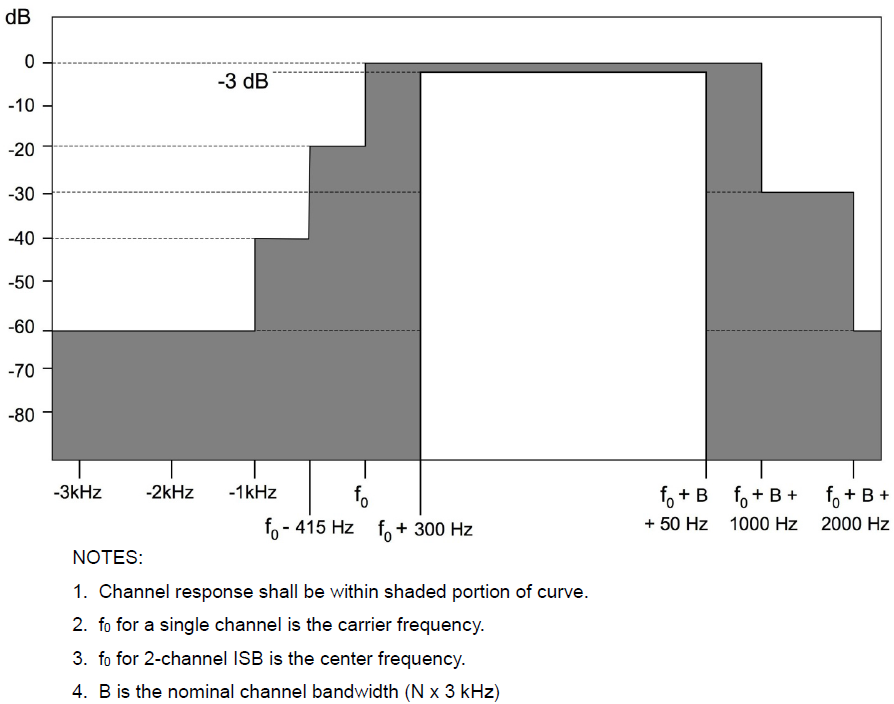 dB
0
-3 dB
-10
-20
-30
-40
-50
-60
-70
-80
-3kHz -2kHz -1kHz f₀ f₀ + B f₀ + B + f₀ + B +
f₀ - 415 Hz f₀ + 300 Hz + 50 Hz 1000 Hz 2000 Hz
NOTES:
1. Channel response shall be within shaded portion of curve.
2. f₀ for a single channel is the carrier frequency.
3. f₀ for 2-channel ISB is the center frequency.
4. B is the nominal channel bandwidth (N x 3 kHz)